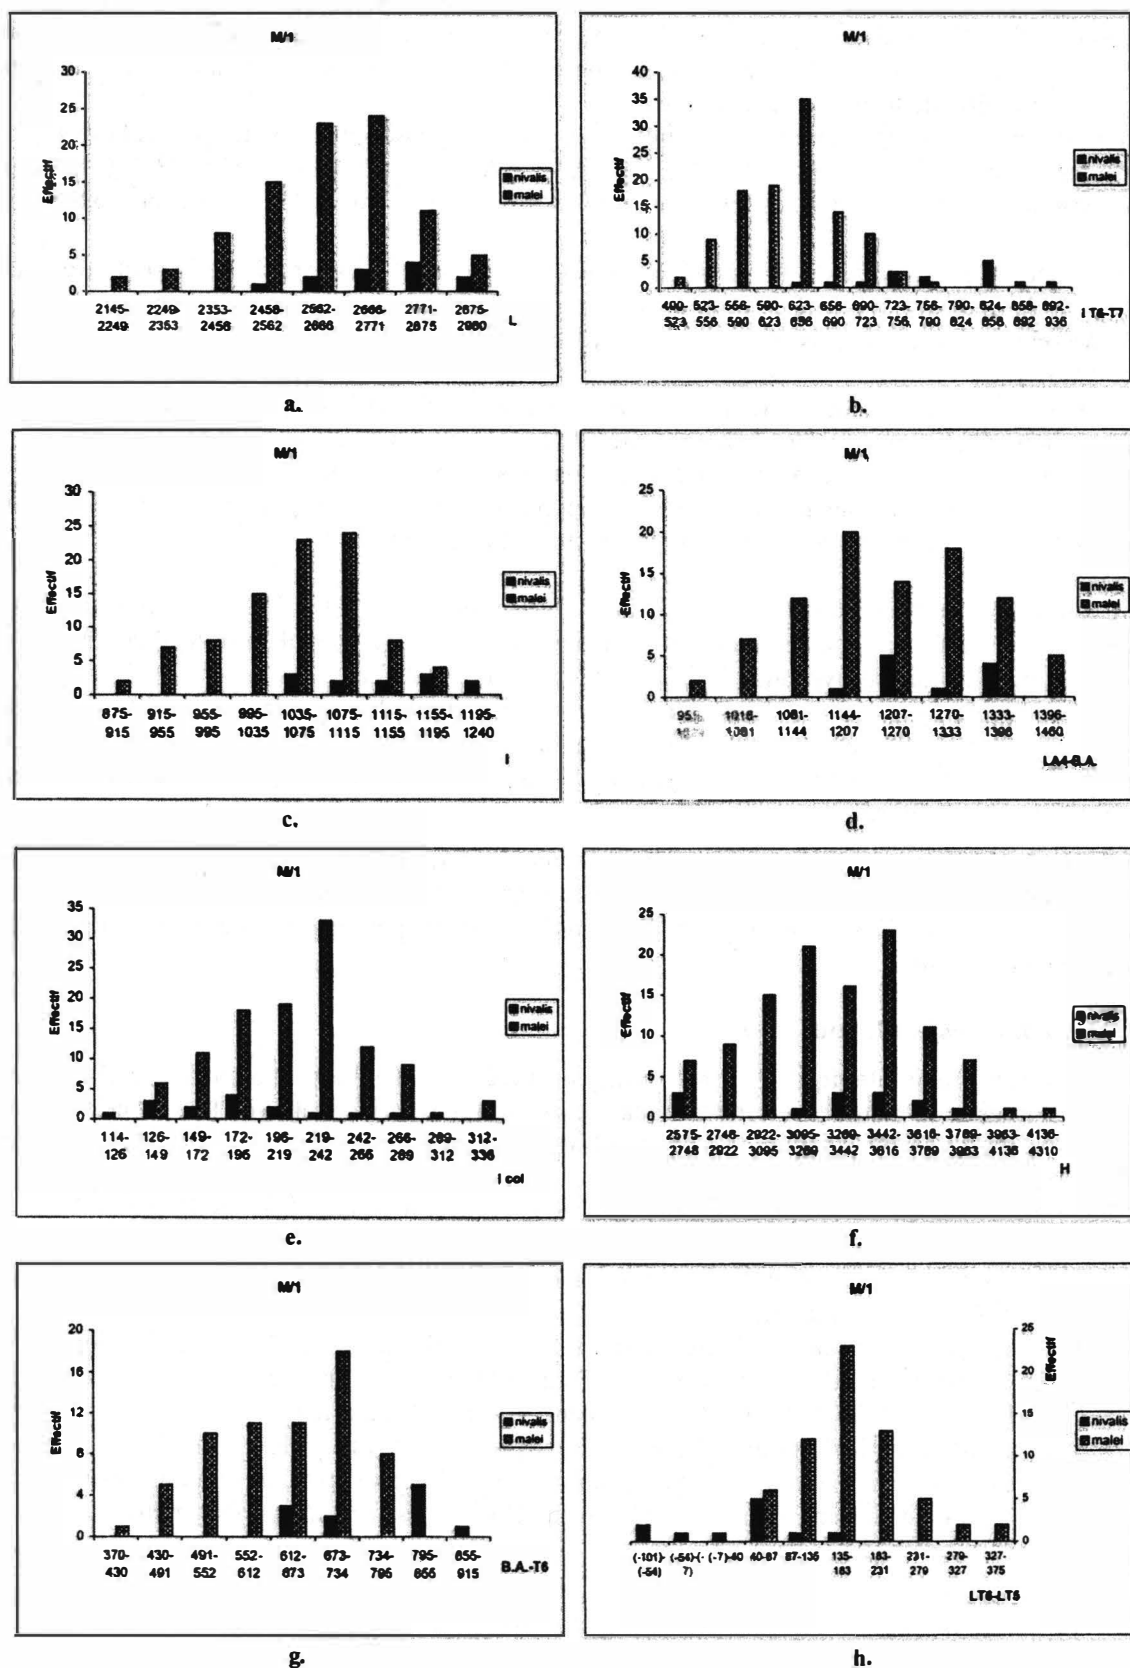 M/1
30
25
20
15
10
5
0
Effectif
nivalis
malei
2145- 2249- 2353- 2458- 2562- 2666- 2771- 2875-
2249 2353 2458 2562 2666 2771 2875 2980
L
a.
M/1
40
35
30
25
20
15
10
5
0
Effectif
nivalis
malei
490- 523- 556- 590- 623- 656- 690- 723- 756- 790- 824- 858- 892-
523 556 590 623 656 690 723 756 790 824 858 892 936
l T6-T7
b.
M/1
30
25
20
15
10
5
0
Effectif
nivalis
malei
875- 915- 955- 995- 1035- 1075- 1115- 1155- 1195-
915 955 995 1035 1075 1115 1155 1195 1240
l
c.
M/1
25
20
15
10
5
0
Effectif
nivalis
malei
1018- 1081- 1144- 1207- 1270- 1333- 1396-
1081 1144 1207 1270 1333 1396 1460
LA4-B.A.
d.
M/1
35
30
25
20
15
10
5
0
Effectif
nivalis
malei
114- 126- 149- 172- 196- 219- 242- 266- 289- 312-
126 149 172 196 219 242 266 289 312 336
l col
e.
M/1
25
20
15
10
5
0
Effectif
nivalis
malei
2575- 2748- 2922- 3095- 3269- 3442- 3616- 3789- 3963- 4136-
2748 2922 3095 3269 3442 3616 3789 3963 4136 4310
H
f.
M/1
20
16
12
8
4
0
Effectif
nivalis
malei
370- 430- 491- 552- 612- 673- 734- 795- 855-
430 491 552 612 673 734 795 855 915
B.A.-T6
g.
M/1
25
20
15
10
5
0
Effectif
nivalis
malei
(-101)- (-54)-(- (-7)-40 40-87 87-135 135- 183- 231- 279- 327-
(-54) 7) 183 231 279 327 375
LT6-LT5
h.